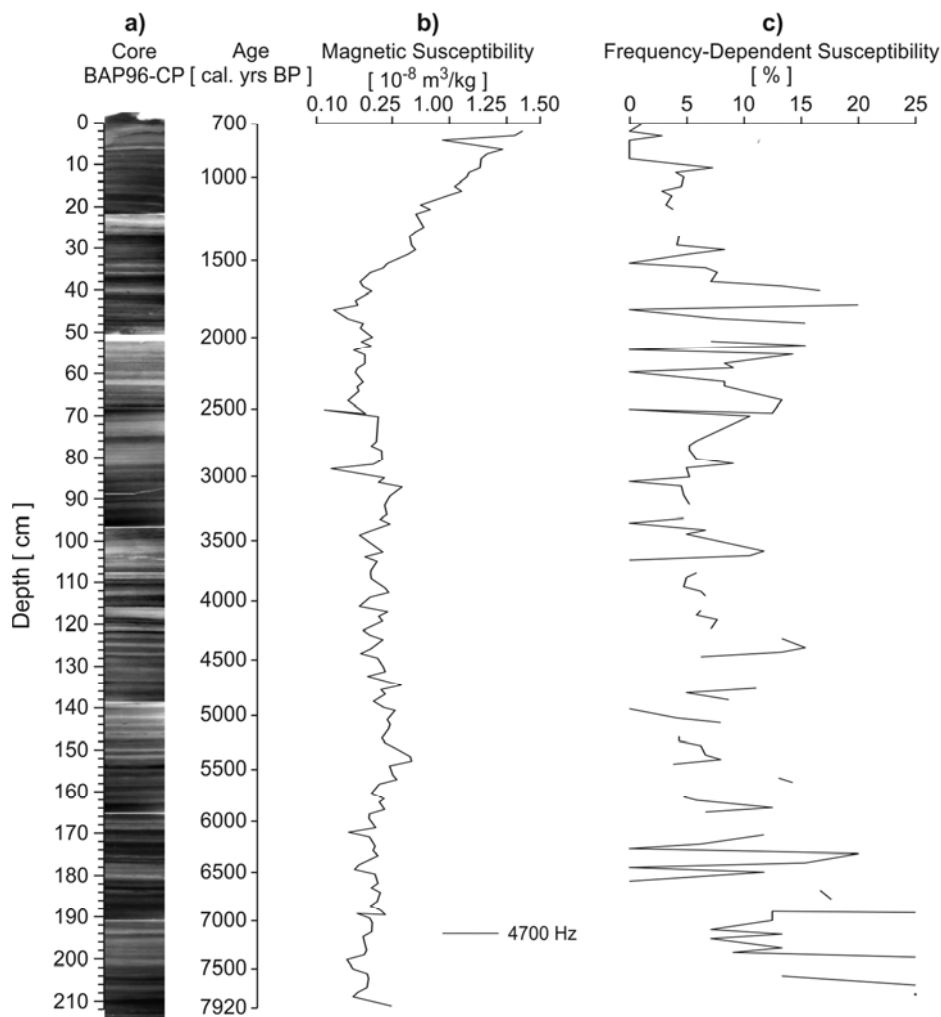 a)
b)
c)
Core
BAP96-CP
Age
[ cal. yrs BP ]
Magnetic Susceptibility
[ 10⁻⁸ m³/kg ]
Frequency-Dependent Susceptibility
[ % ]
0.10 0.25 1.00 1.25 1.50
0 5 10 15 20 25
Depth [ cm ]
0
10
20
30
40
50
60
70
80
90
100
110
120
130
140
150
160
170
180
190
200
210
700
1000
1500
2000
2500
3000
3500
4000
4500
5000
5500
6000
6500
7000
7500
7920
4700 Hz